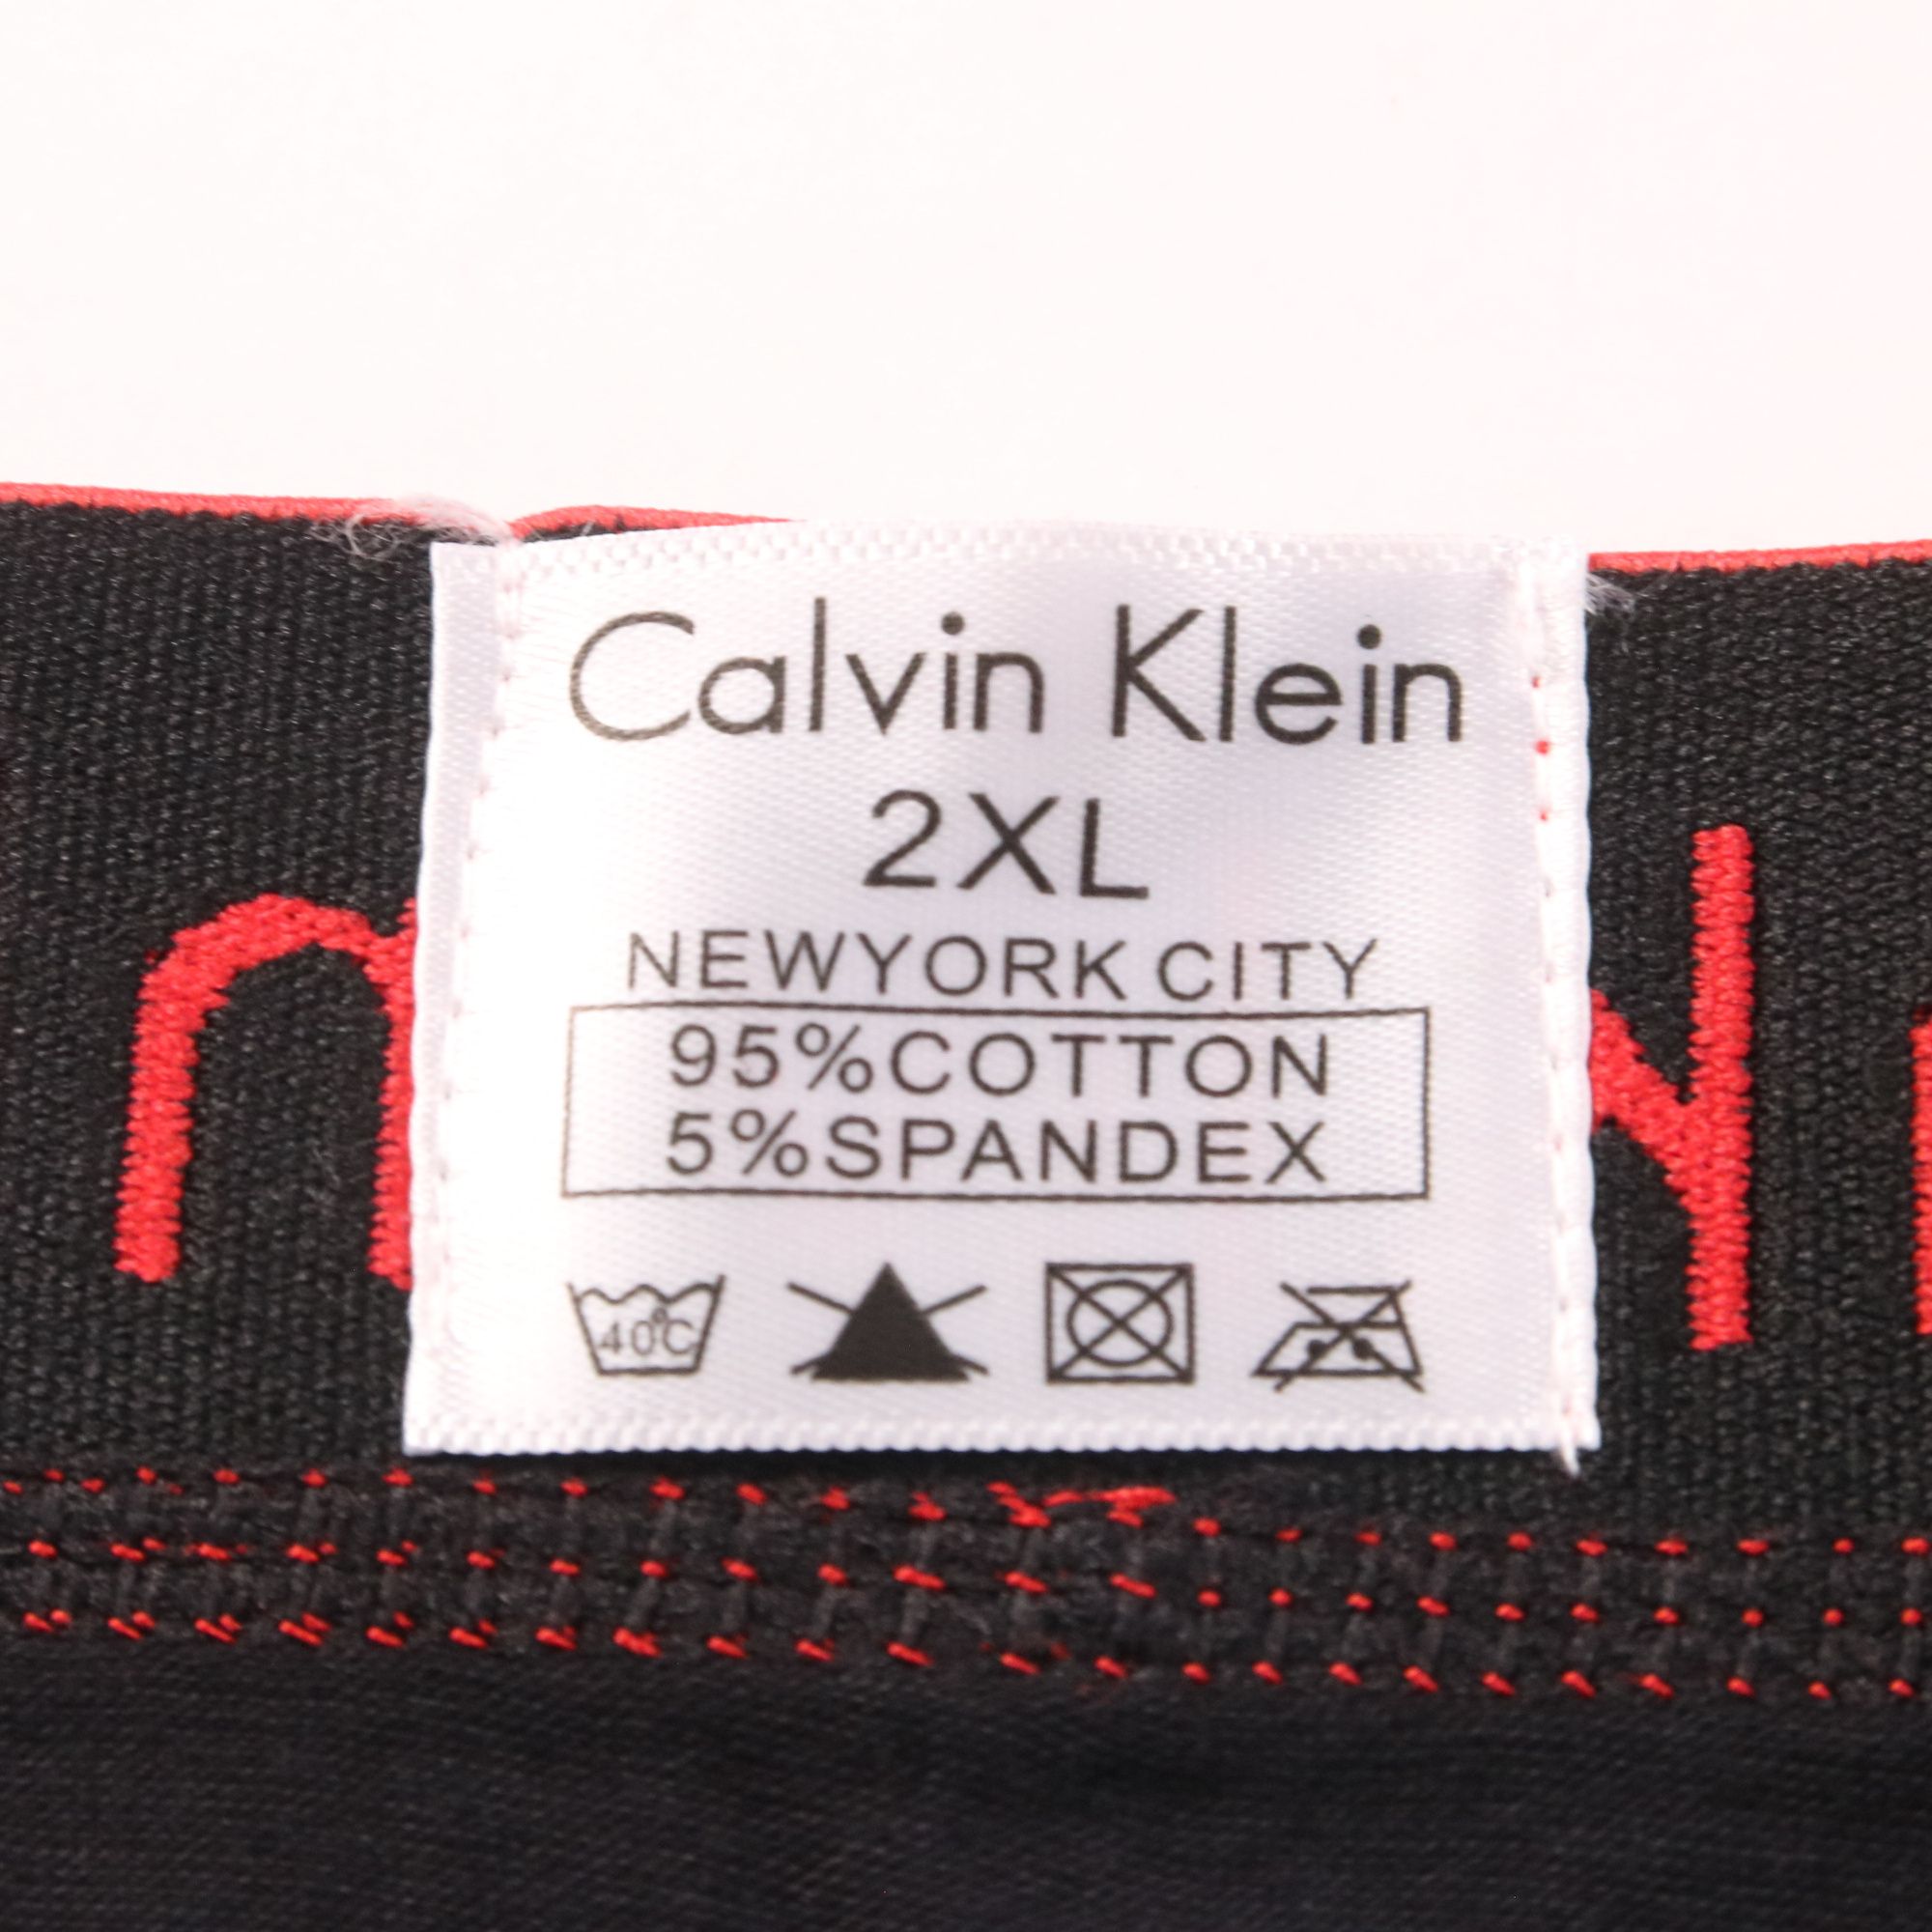 Calvin Klein
2XL
NEWYORK CITY
95%COTTON
5%SPANDEX
40°C